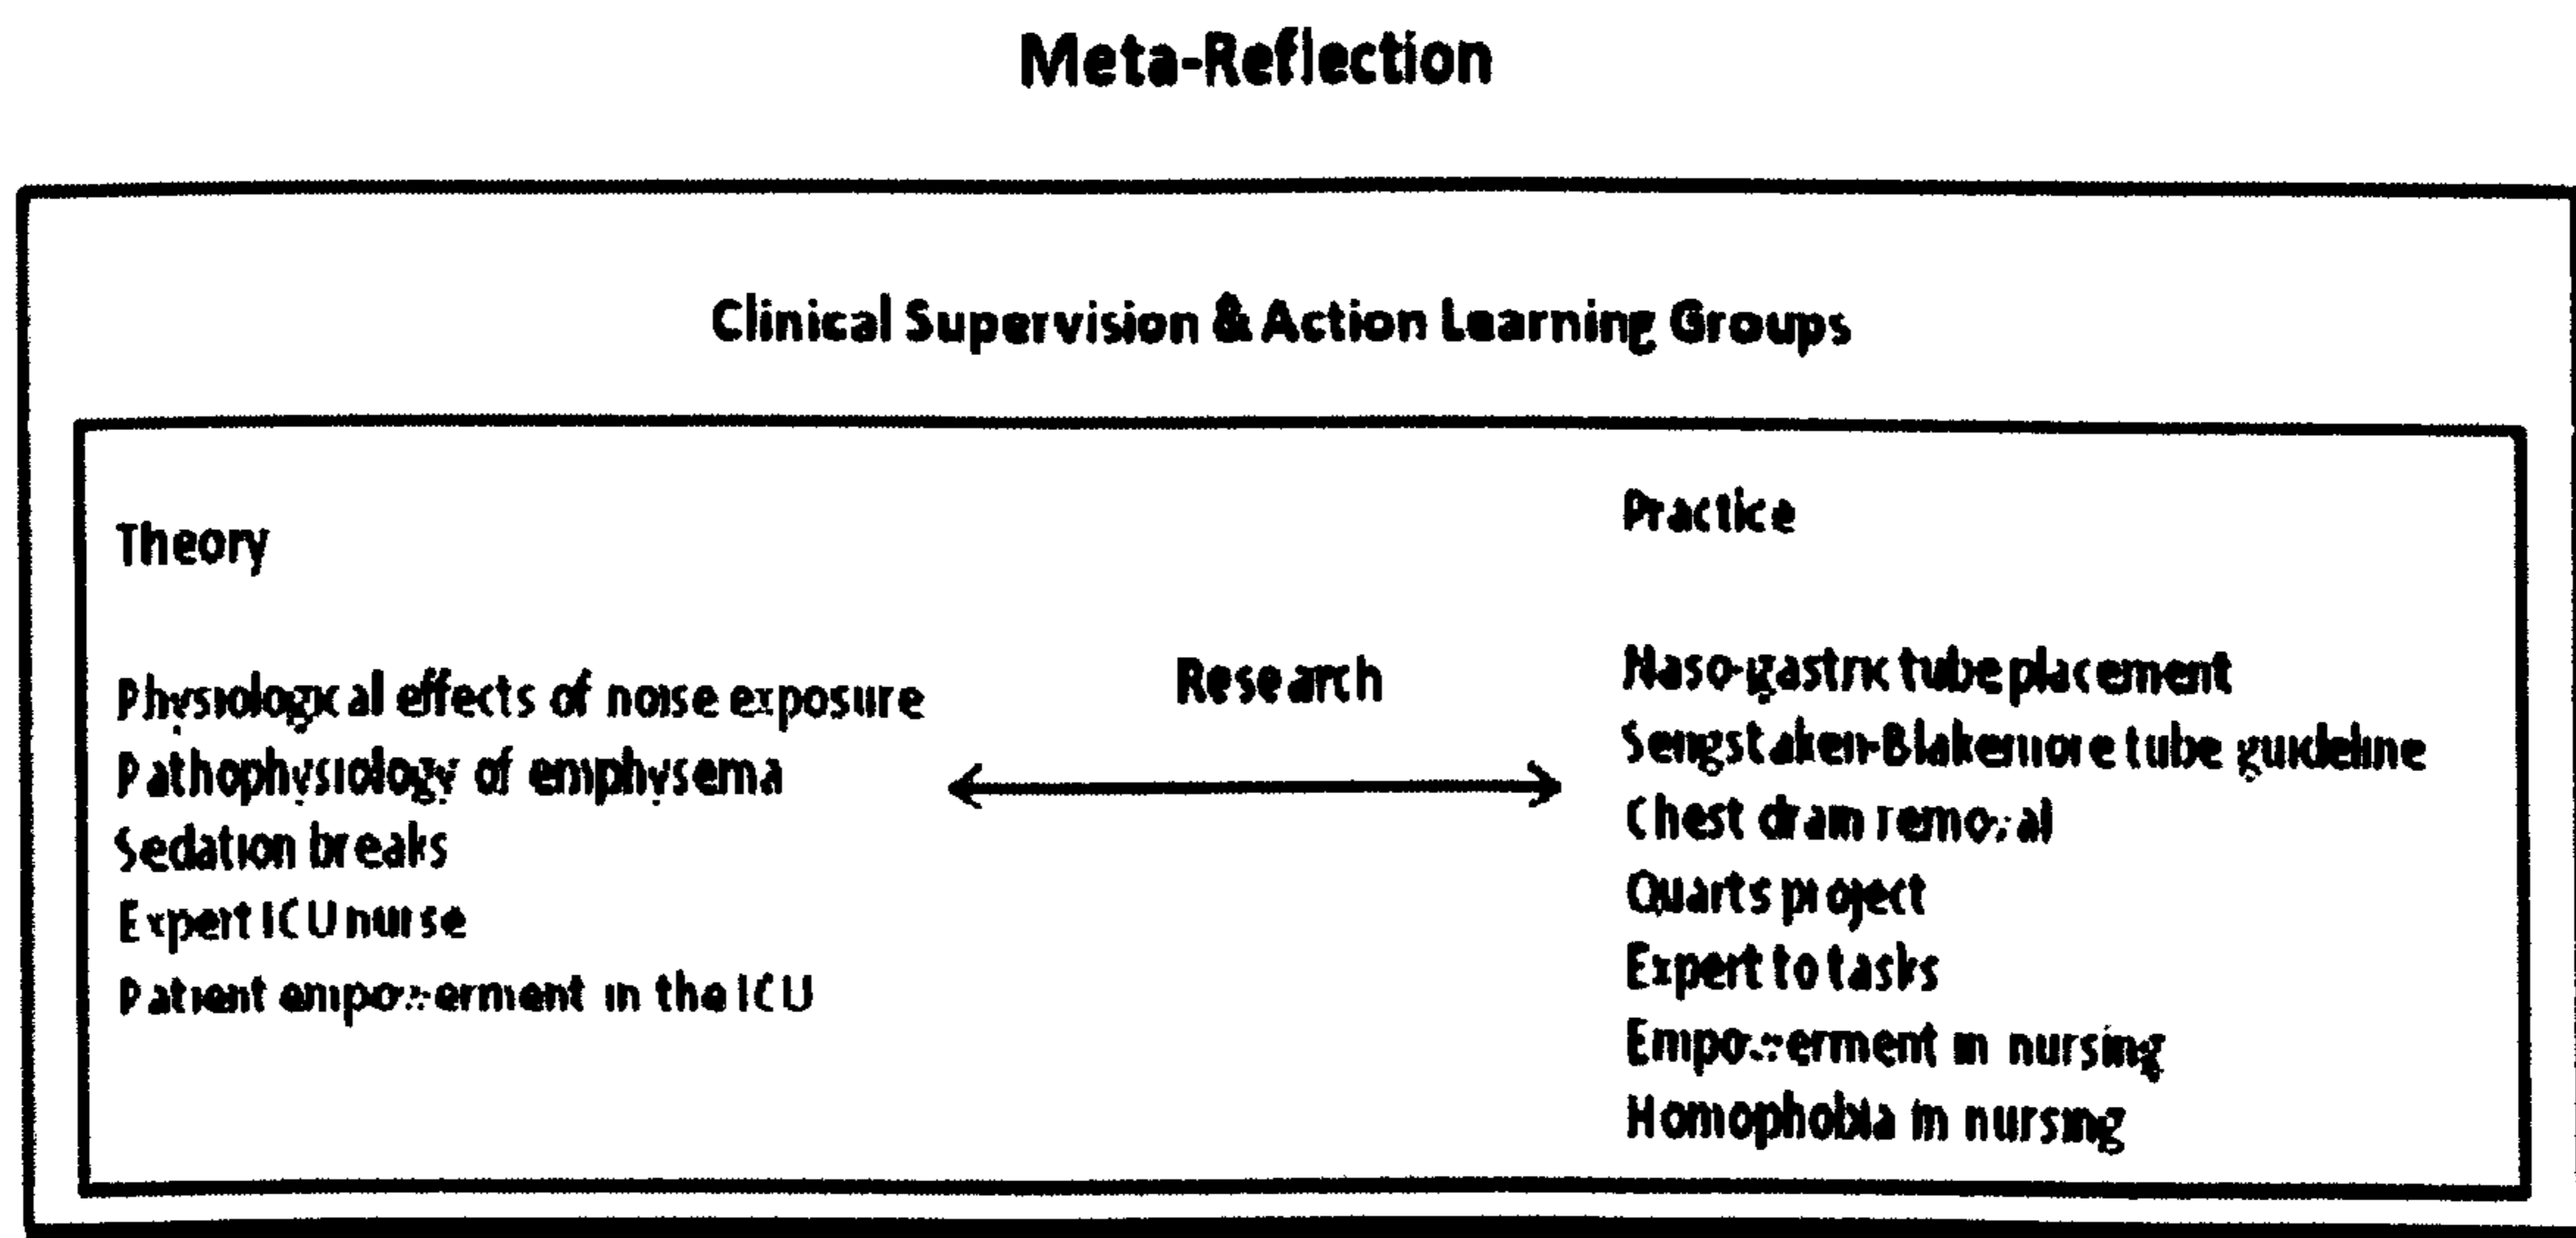 Meta-Reflection
Clinical Supervision & Action Learning Groups
Theory
Physiological effects of noise exposure
Pathophysiology of emphysema
Sedation breaks
Expert ICU nurse
Patient empowerment in the ICU
Research
Practice
Naso-gastric tube placement
Sengstaken-Blakemore tube guideline
Chest drain removal
Quarts project
Expert to tasks
Empowerment in nursing
Homophobia in nursing